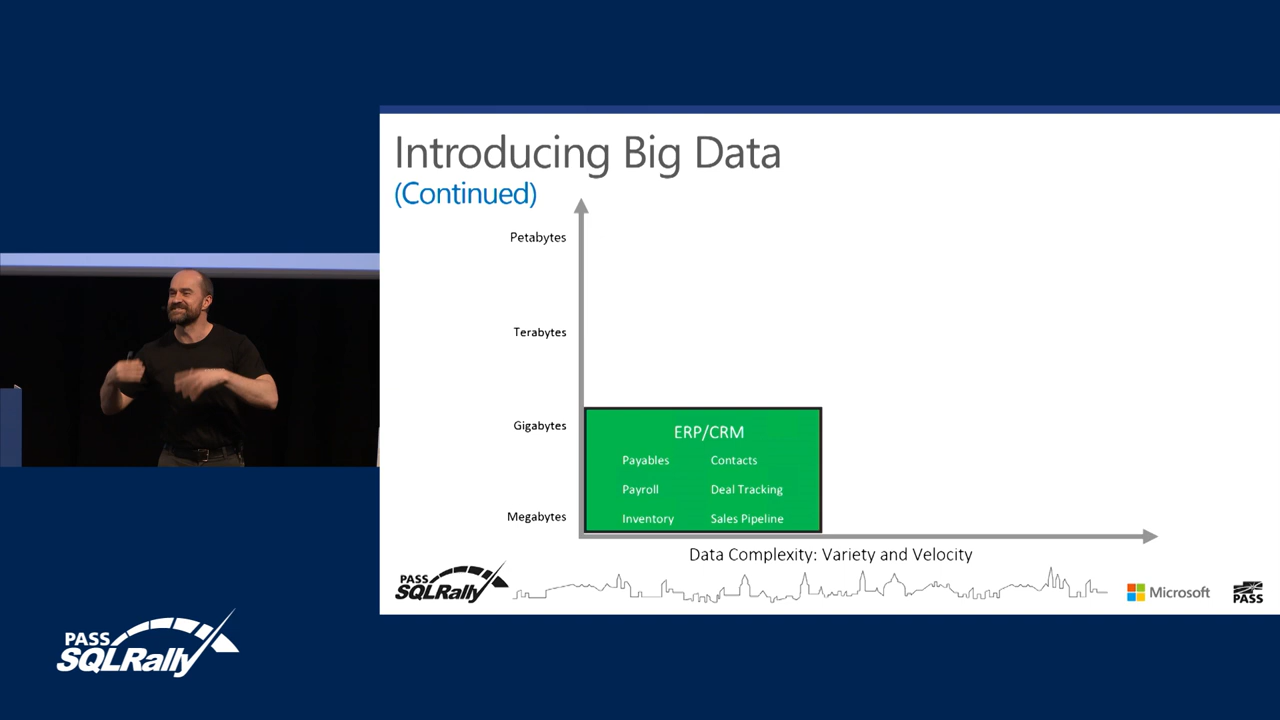 Introducing Big Data
(Continued)
Petabytes
Terabytes
Gigabytes
Megabytes
ERP/CRM
Payables Contacts
Payroll Deal Tracking
Inventory Sales Pipeline
Data Complexity: Variety and Velocity
PASS
SQLRally
Microsoft
PASS
PASS
SQLRally